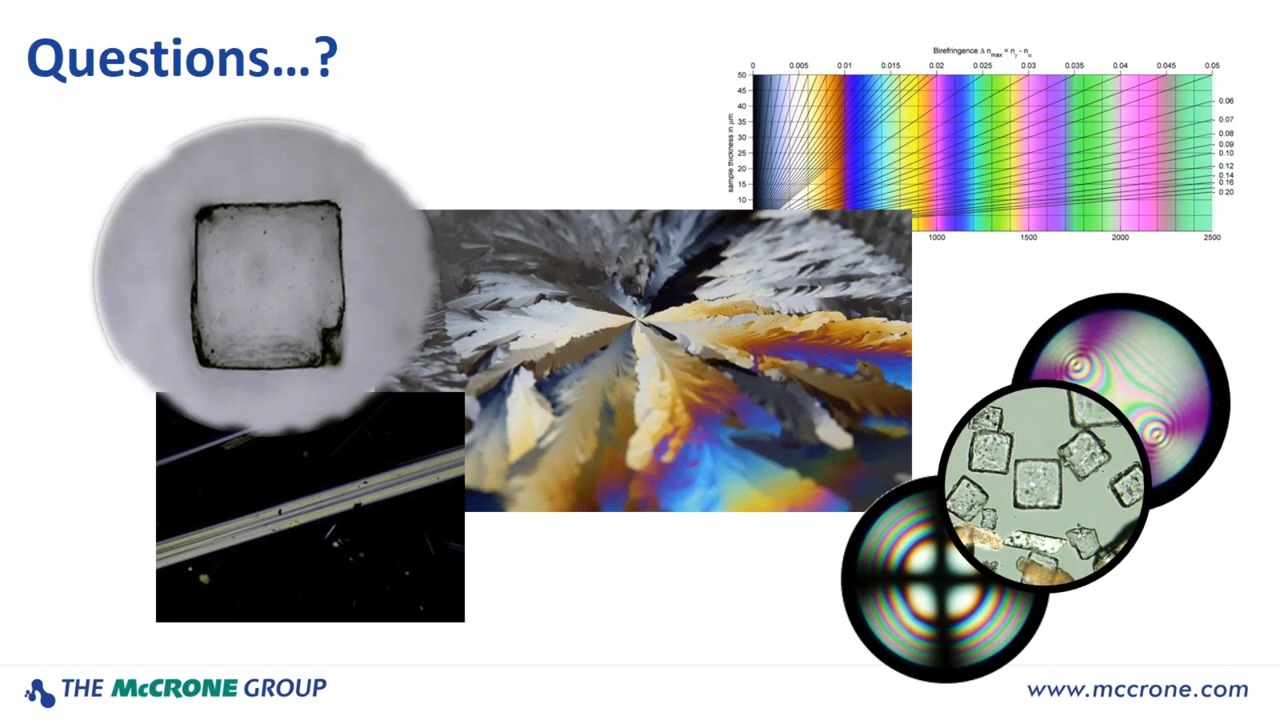 Questions...?
Birefringence Δ nmax = nγ - nα
0 0.005 0.01 0.015 0.02 0.025 0.03 0.035 0.04 0.045 0.05
50
45
40
35
30
25
20
15
10
sample thickness in μm
0.06
0.07
0.08
0.09
0.10
0.12
0.14
0.16
0.20
1000 1500 2000 2500
THE McCRONE GROUP
www.mccrone.com